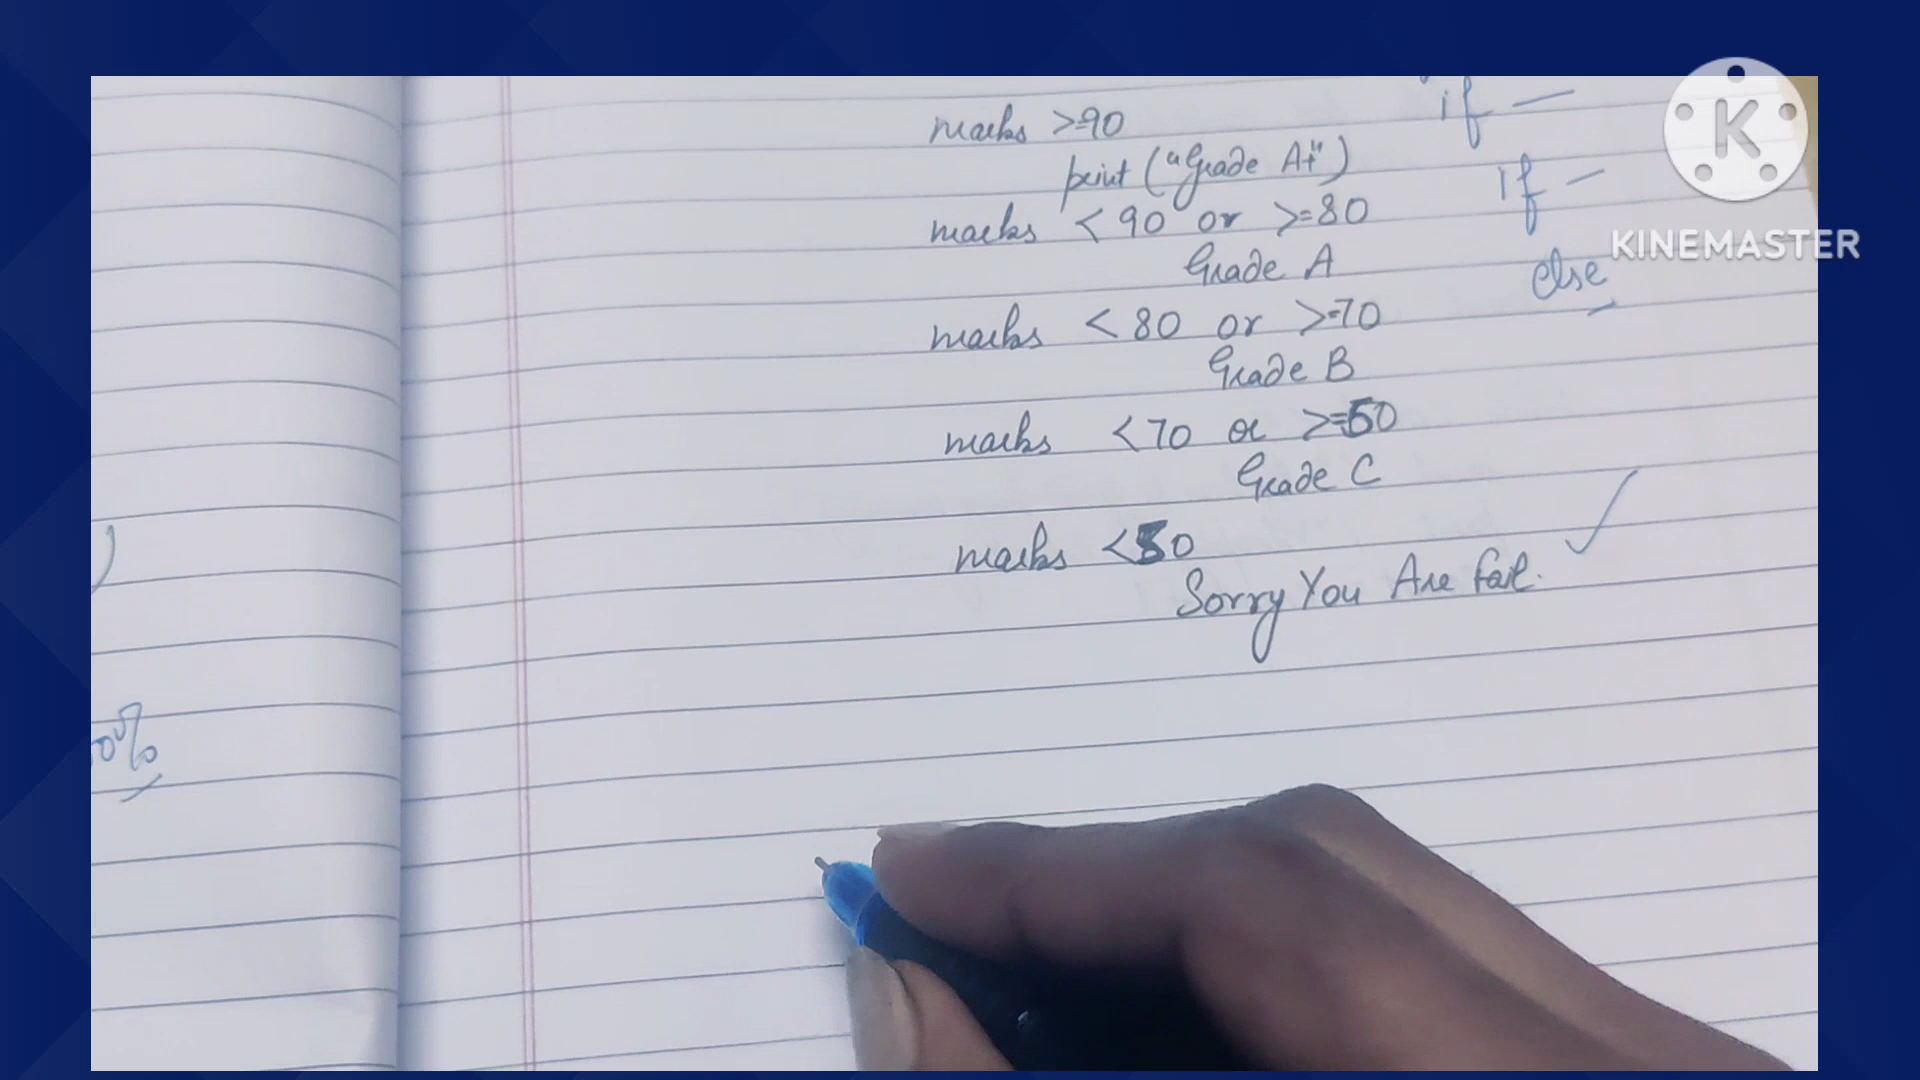 marks >=90
print ("Grade A+")
marks < 90 or >=80
Grade A
marks < 80 or >=70
Grade B
marks < 70 or >=50
Grade C
marks < 50
Sorry You Are fail.
if —
if —
else
0%
KINEMASTER